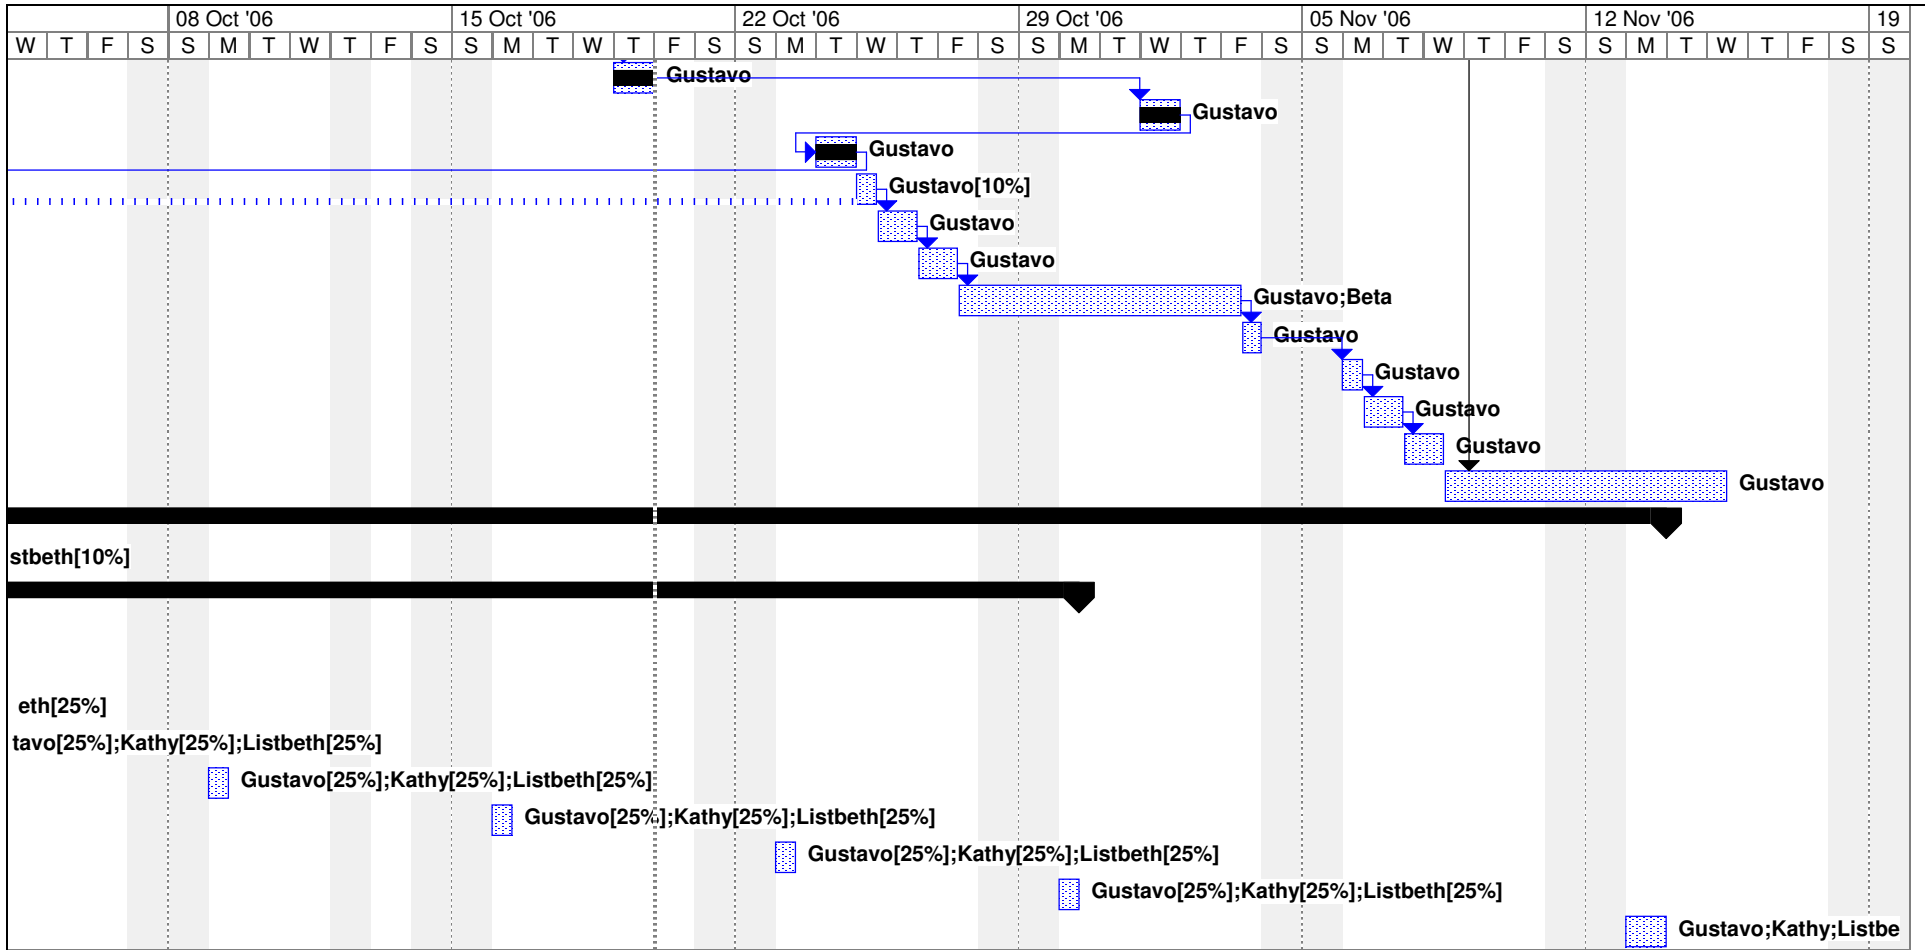 08 Oct '06 15 Oct '06 22 Oct '06 29 Oct '06 05 Nov '06 12 Nov '06 19
W T F S S M T W T F S S M T W T F S S M T W T F S S M T W T F S S M T W T F S S M T W T F S S
Gustavo
Gustavo
Gustavo
Gustavo[10%]
Gustavo
Gustavo
Gustavo;Beta
Gustavo
Gustavo
Gustavo
Gustavo
Gustavo
stbeth[10%]
eth[25%]
tavo[25%];Kathy[25%];Listbeth[25%]
Gustavo[25%];Kathy[25%];Listbeth[25%]
Gustavo[25%];Kathy[25%];Listbeth[25%]
Gustavo[25%];Kathy[25%];Listbeth[25%]
Gustavo[25%];Kathy[25%];Listbeth[25%]
Gustavo;Kathy;Listbe